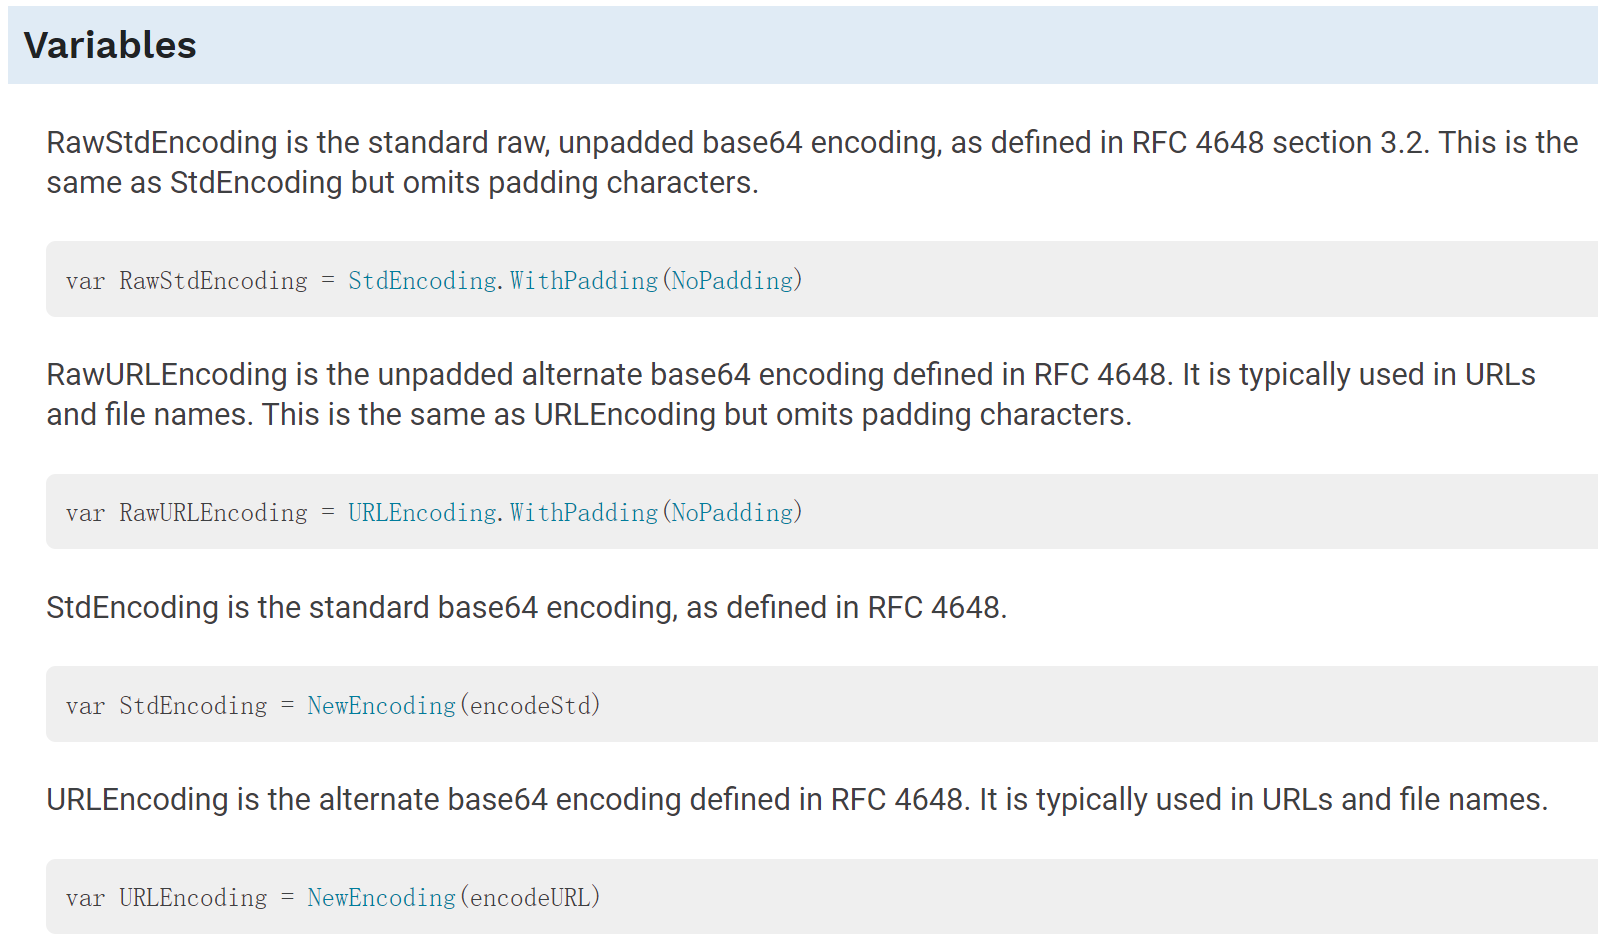 Variables
RawStdEncoding is the standard raw, unpadded base64 encoding, as defined in RFC 4648 section 3.2. This is the
same as StdEncoding but omits padding characters.
var RawStdEncoding = StdEncoding.WithPadding(NoPadding)
RawURLEncoding is the unpadded alternate base64 encoding defined in RFC 4648. It is typically used in URLs
and file names. This is the same as URLEncoding but omits padding characters.
var RawURLEncoding = URLEncoding.WithPadding(NoPadding)
StdEncoding is the standard base64 encoding, as defined in RFC 4648.
var StdEncoding = NewEncoding(encodeStd)
URLEncoding is the alternate base64 encoding defined in RFC 4648. It is typically used in URLs and file names.
var URLEncoding = NewEncoding(encodeURL)